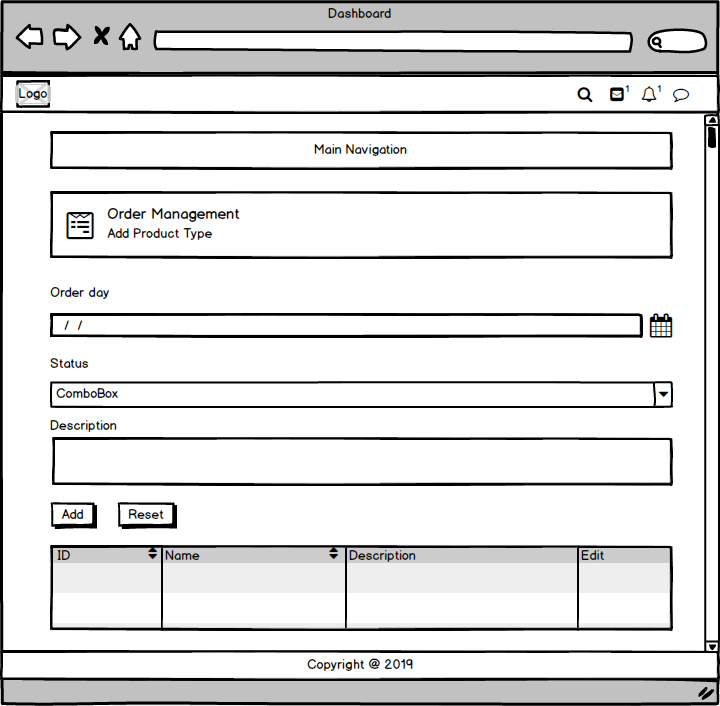 Dashboard
Logo
1
1
Main Navigation
Order Management
Add Product Type
Order day
/ /
Status
ComboBox
Description
Add
Reset
ID
Name
Description
Edit
Copyright @ 2019